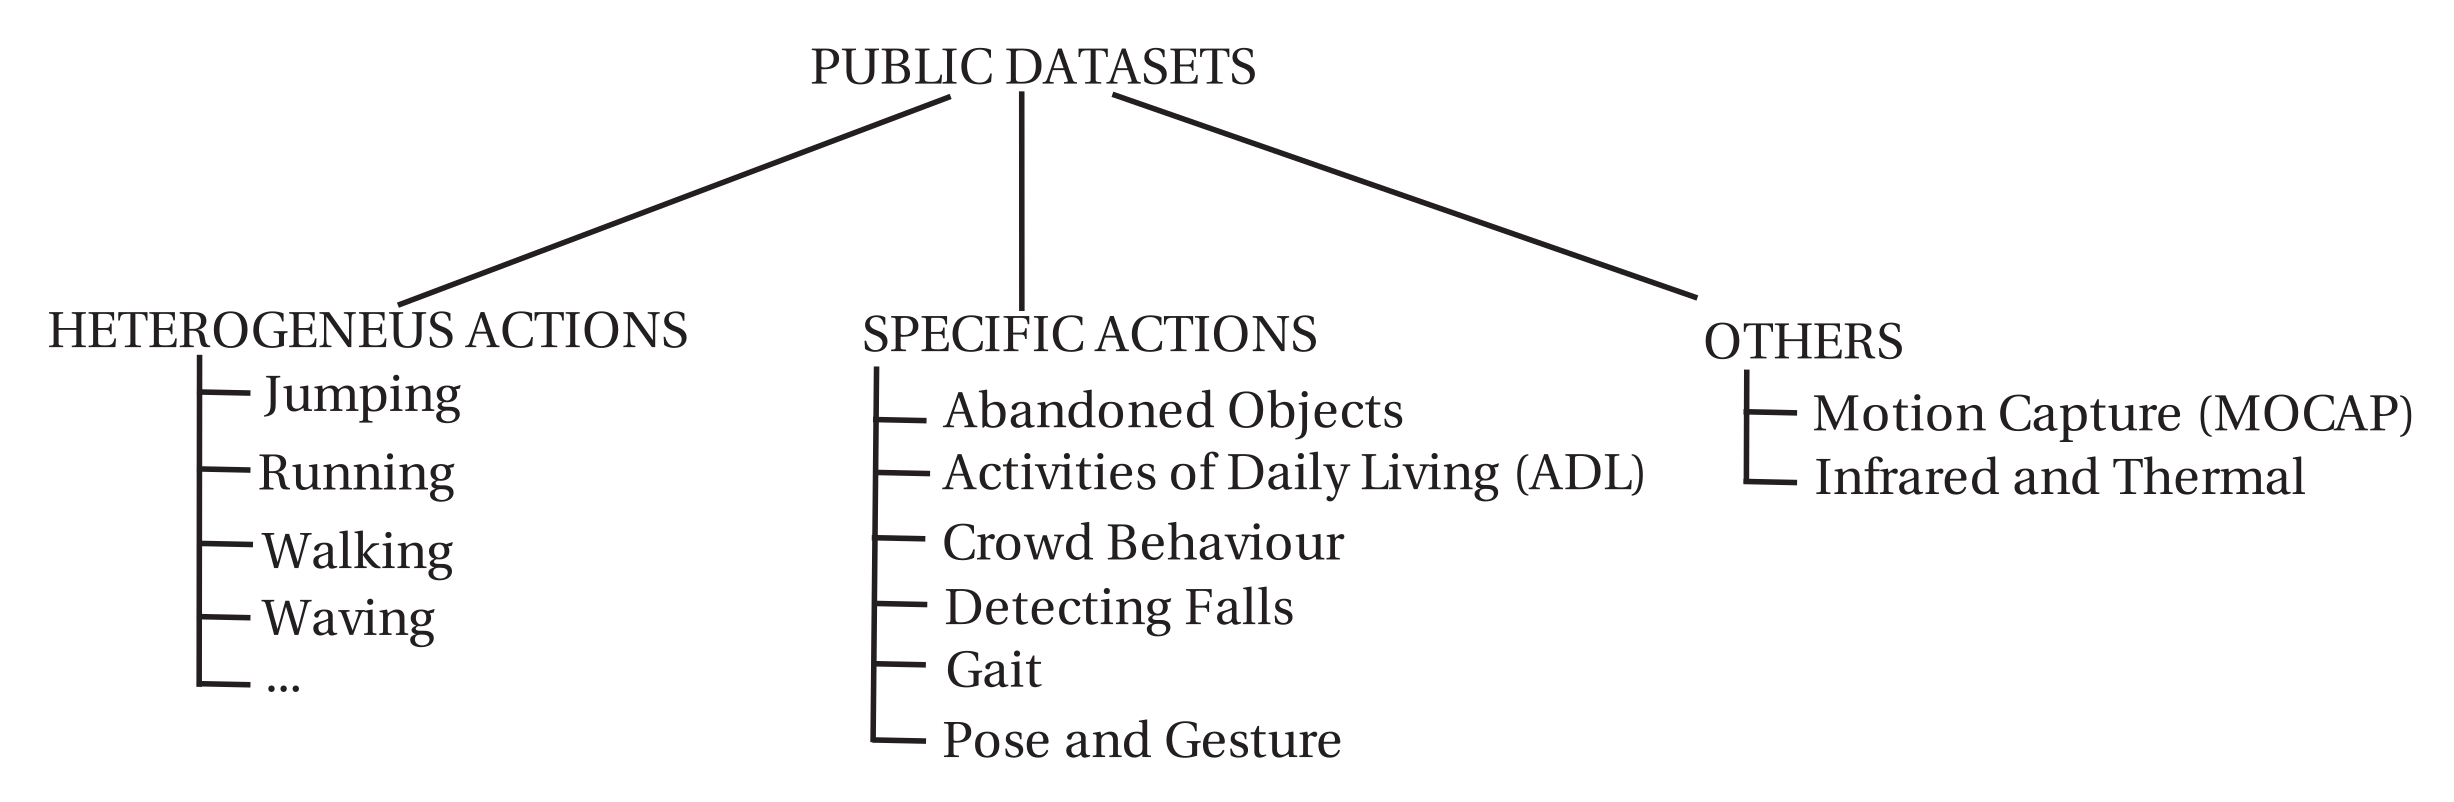 PUBLIC DATASETS
HETEROGENEUS ACTIONS
Jumping
Running
Walking
Waving
...
SPECIFIC ACTIONS
Abandoned Objects
Activities of Daily Living (ADL)
Crowd Behaviour
Detecting Falls
Gait
Pose and Gesture
OTHERS
Motion Capture (MOCAP)
Infrared and Thermal